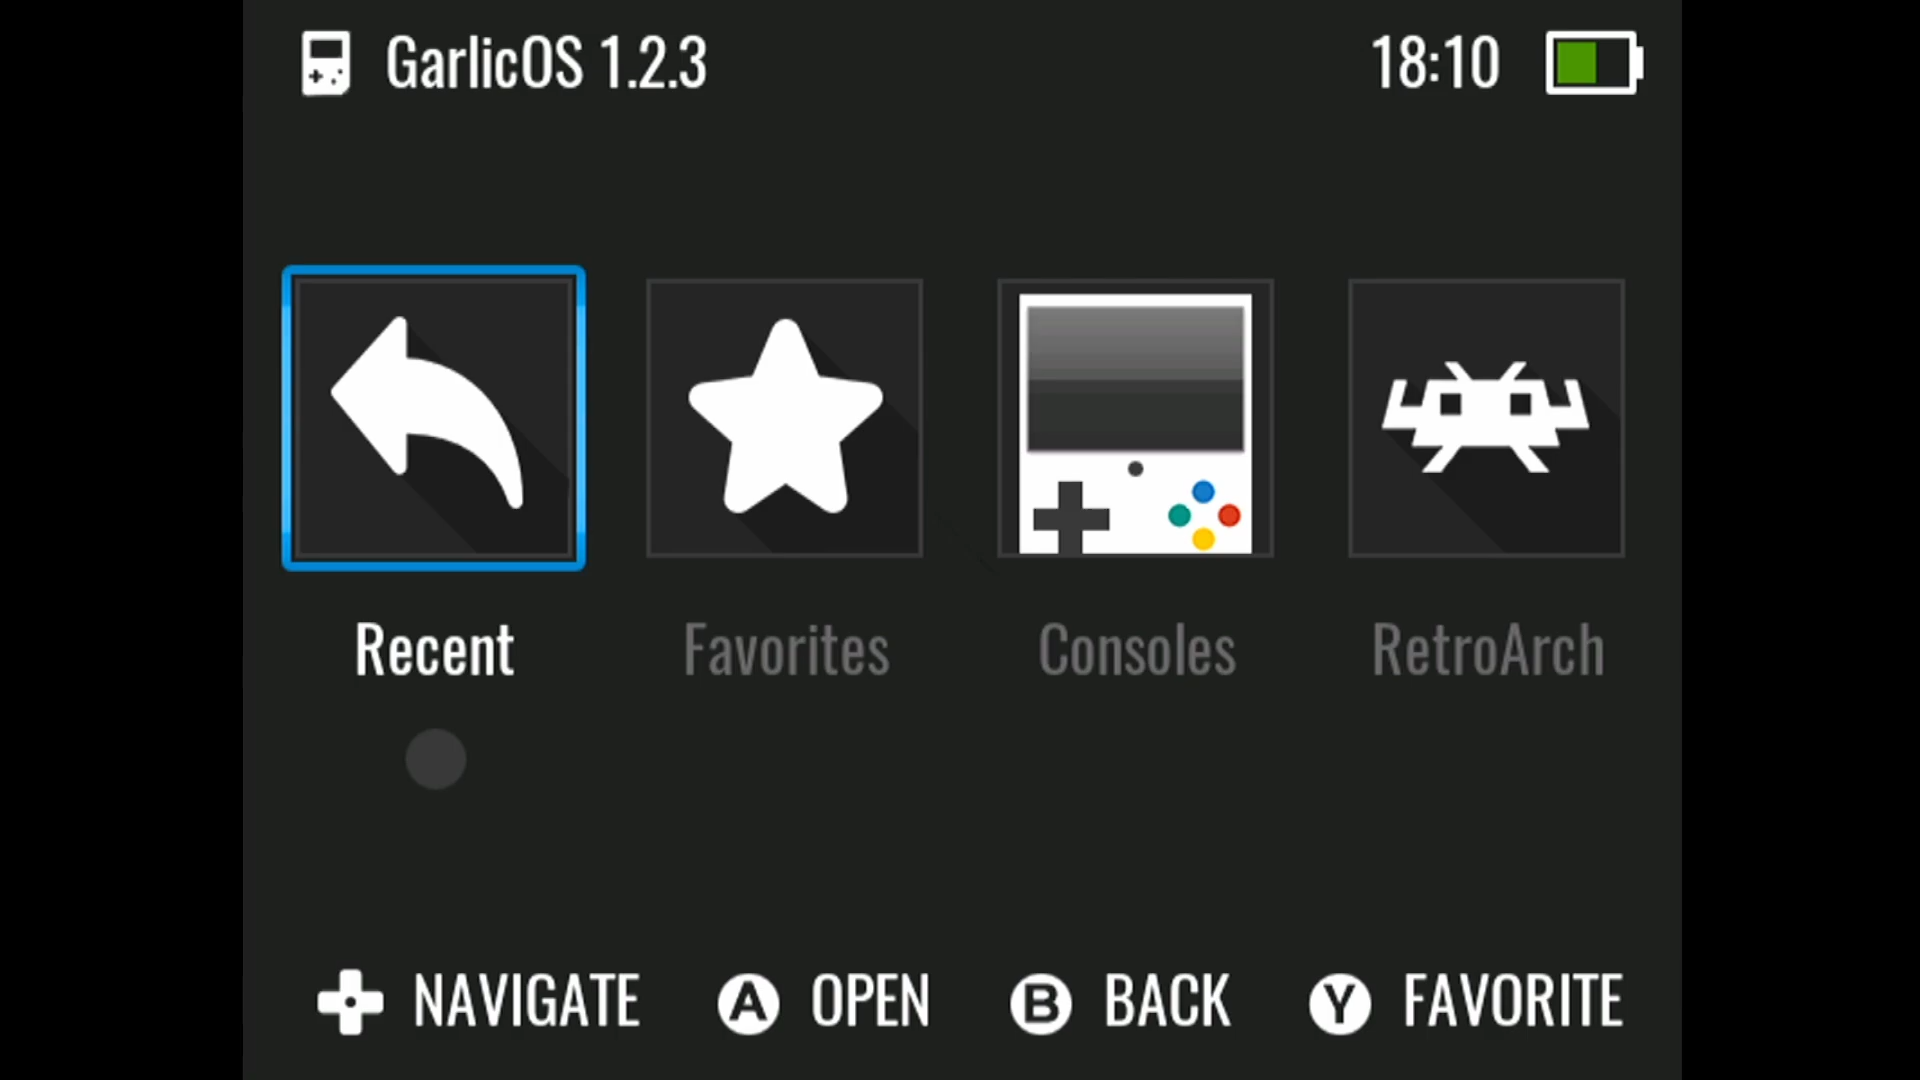 GarlicOS 1.2.3 18:10
Recent Favorites Consoles RetroArch
NAVIGATE A OPEN B BACK Y FAVORITE